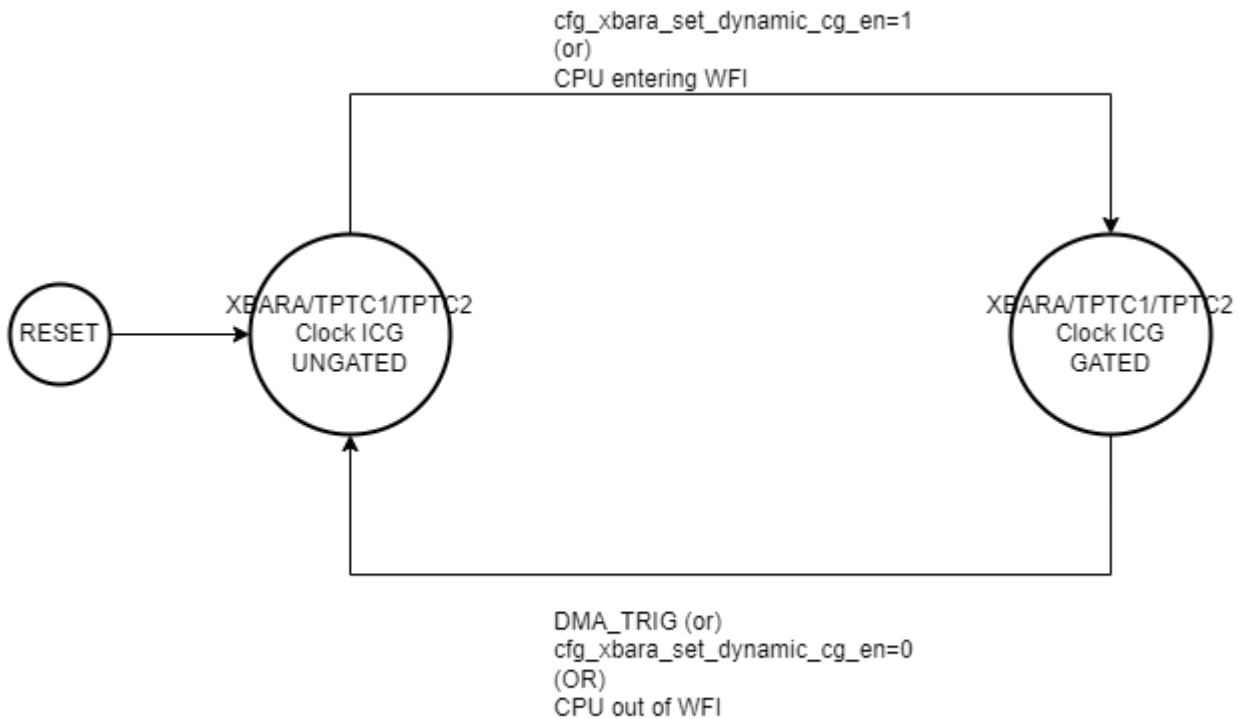 cfg_xbara_set_dynamic_cg_en=1
(or)
CPU entering WFI
RESET
XBARA/TPTC1/TPTC2
Clock ICG
UNGATED
XBARA/TPTC1/TPTC2
Clock ICG
GATED
DMA_TRIG (or)
cfg_xbara_set_dynamic_cg_en=0
(OR)
CPU out of WFI